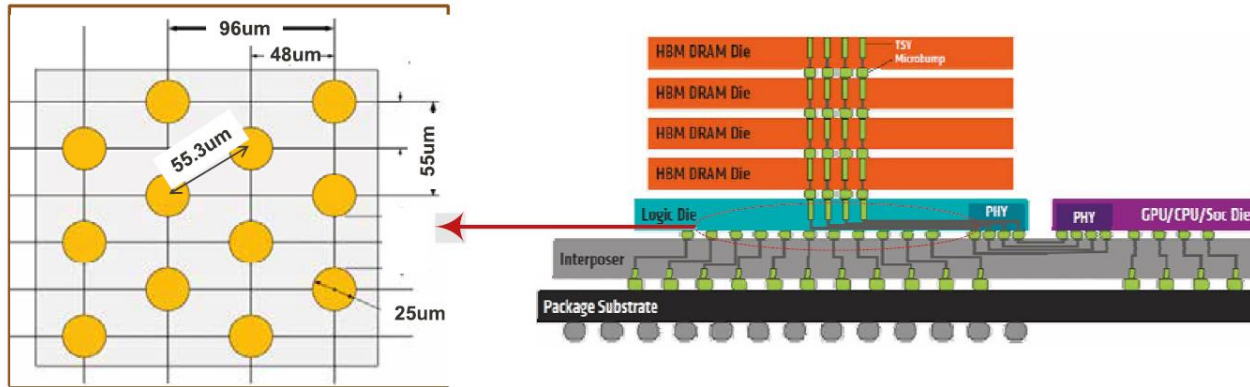 96um
48um
55.3um
55um
25um
HBM DRAM Die
TSV
Microbump
HBM DRAM Die
HBM DRAM Die
HBM DRAM Die
Logic Die
PHY
PHY
GPU/CPU/Soc Die
Interposer
Package Substrate